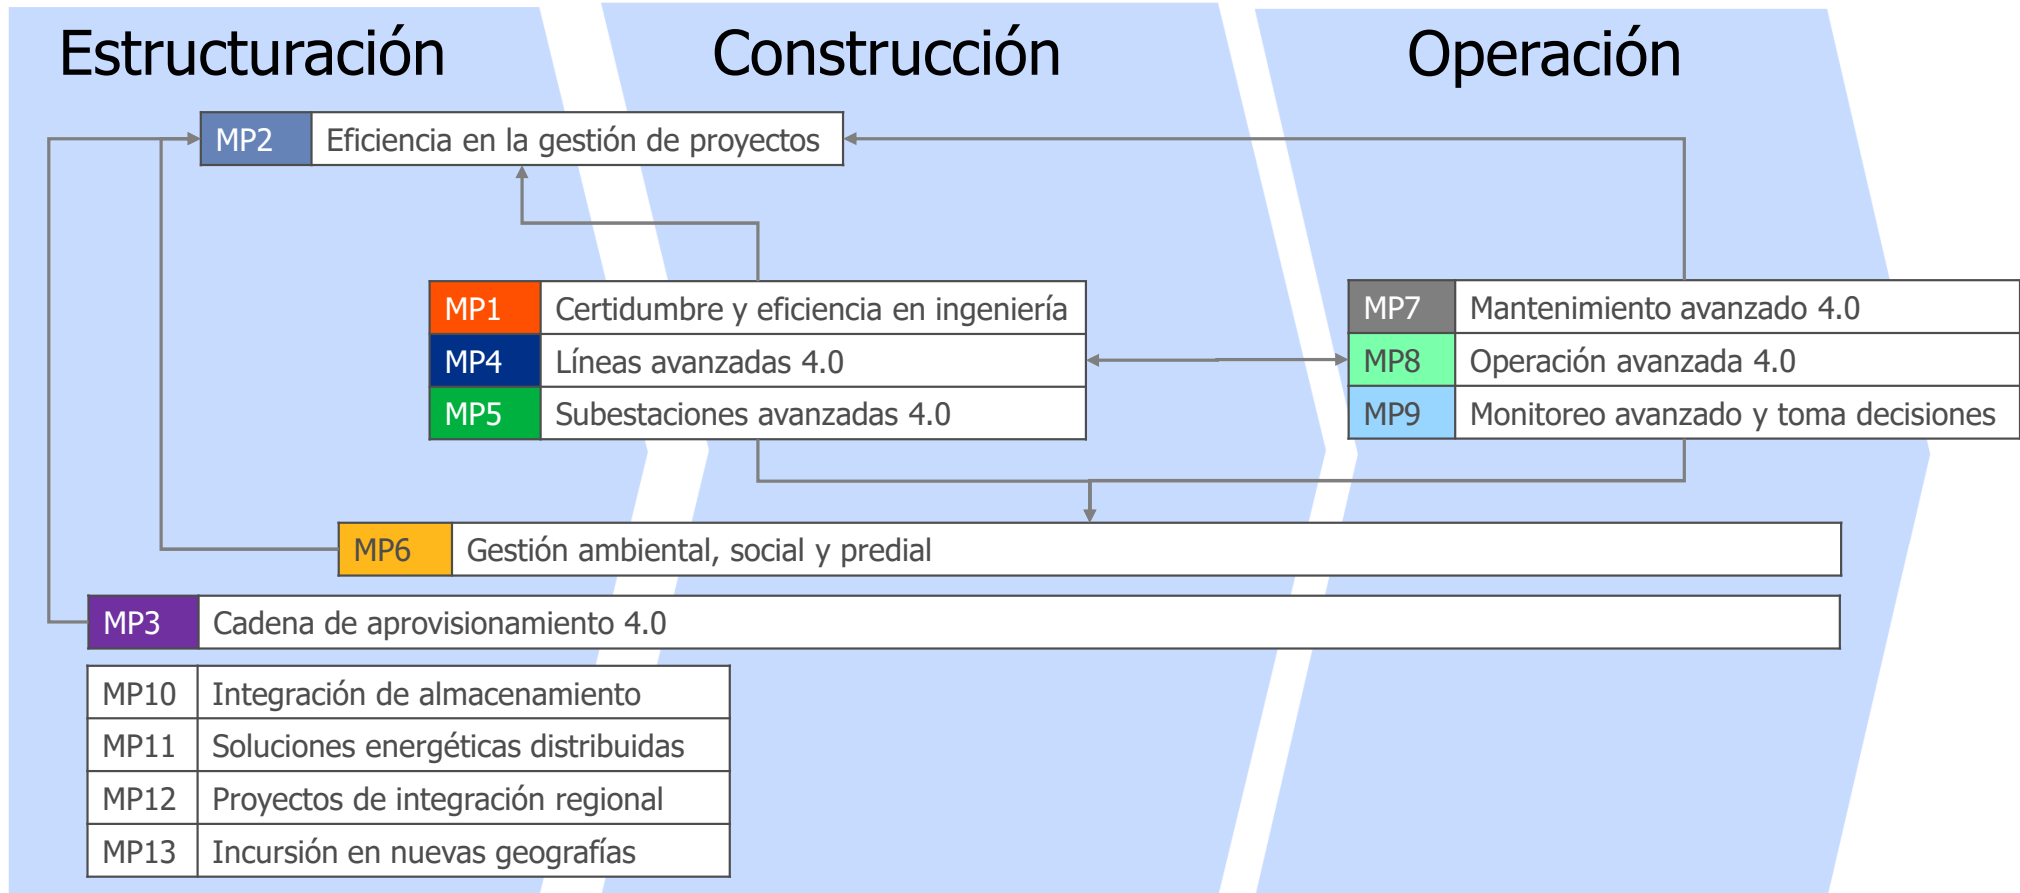 Estructuración
Construcción
Operación
MP2 Eficiencia en la gestión de proyectos
MP1 Certidumbre y eficiencia en ingeniería
MP4 Líneas avanzadas 4.0
MP5 Subestaciones avanzadas 4.0
MP7 Mantenimiento avanzado 4.0
MP8 Operación avanzada 4.0
MP9 Monitoreo avanzado y toma decisiones
MP6 Gestión ambiental, social y predial
MP3 Cadena de aprovisionamiento 4.0
MP10 Integración de almacenamiento
MP11 Soluciones energéticas distribuidas
MP12 Proyectos de integración regional
MP13 Incursión en nuevas geografías